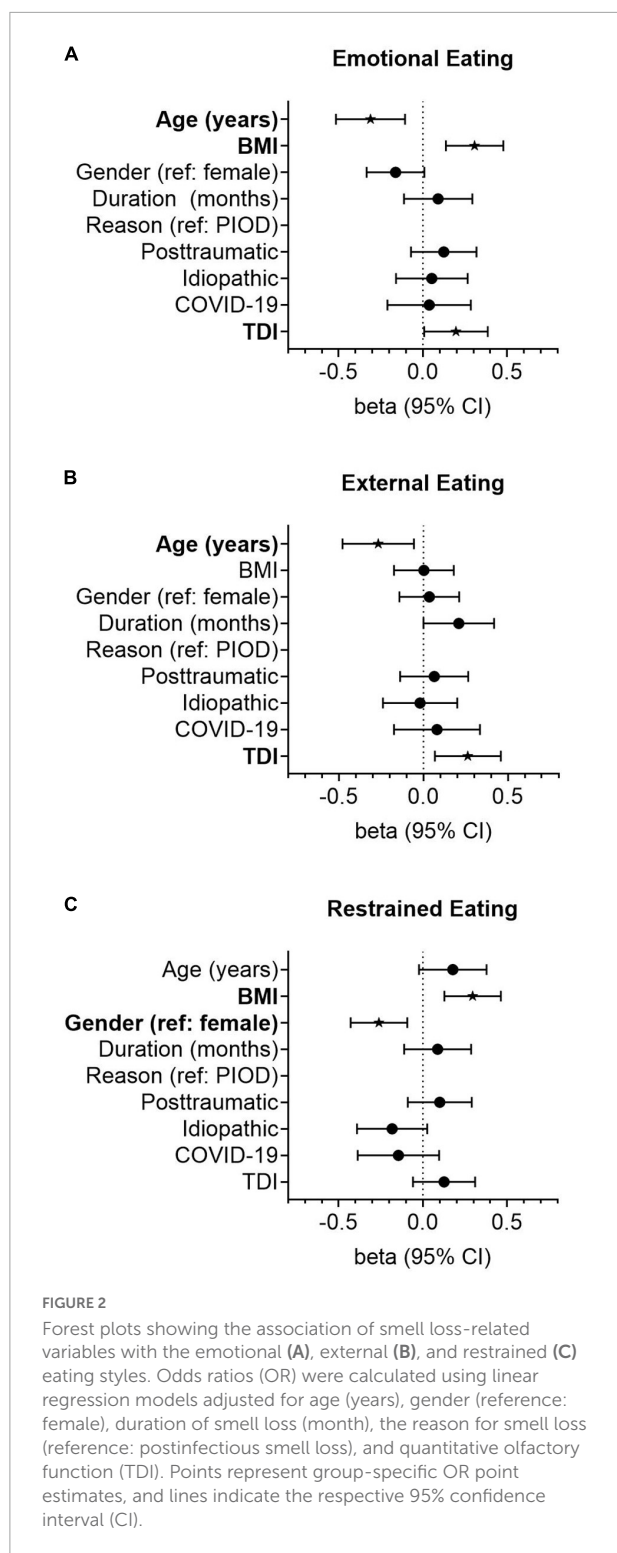 A
Emotional Eating
Age (years)
BMI
Gender (ref: female)
Duration (months)
Reason (ref: PIOD)
Posttraumatic
Idiopathic
COVID-19
TDI
-0.5 0.0 0.5
beta (95% CI)
B
External Eating
Age (years)
BMI
Gender (ref: female)
Duration (months)
Reason (ref: PIOD)
Posttraumatic
Idiopathic
COVID-19
TDI
-0.5 0.0 0.5
beta (95% CI)
C
Restrained Eating
Age (years)
BMI
Gender (ref: female)
Duration (months)
Reason (ref: PIOD)
Posttraumatic
Idiopathic
COVID-19
TDI
-0.5 0.0 0.5
beta (95% CI)
FIGURE 2
Forest plots showing the association of smell loss-related
variables with the emotional (A), external (B), and restrained (C)
eating styles. Odds ratios (OR) were calculated using linear
regression models adjusted for age (years), gender (reference:
female), duration of smell loss (month), the reason for smell loss
(reference: postinfectious smell loss), and quantitative olfactory
function (TDI). Points represent group-specific OR point
estimates, and lines indicate the respective 95% confidence
interval (CI).